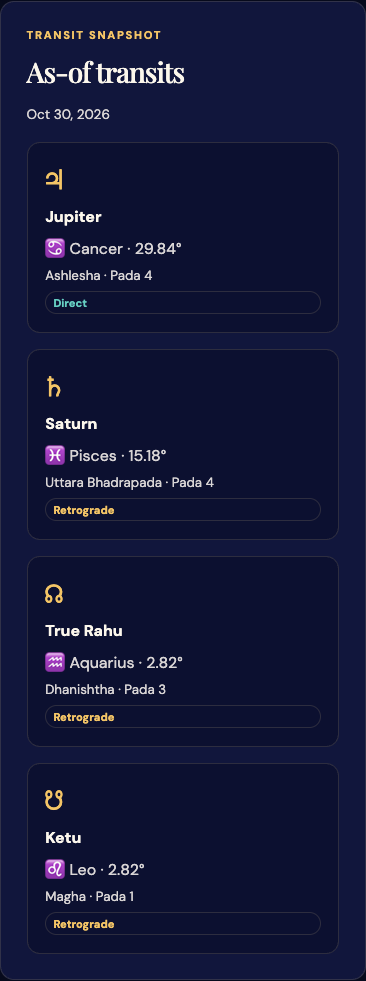 TRANSIT SNAPSHOT
As-of transits
Oct 30, 2026
♃
Jupiter
♋ Cancer · 29.84°
Ashlesha · Pada 4
Direct
♄
Saturn
♓ Pisces · 15.18°
Uttara Bhadrapada · Pada 4
Retrograde
☊
True Rahu
♒ Aquarius · 2.82°
Dhanishtha · Pada 3
Retrograde
☋
Ketu
♌ Leo · 2.82°
Magha · Pada 1
Retrograde